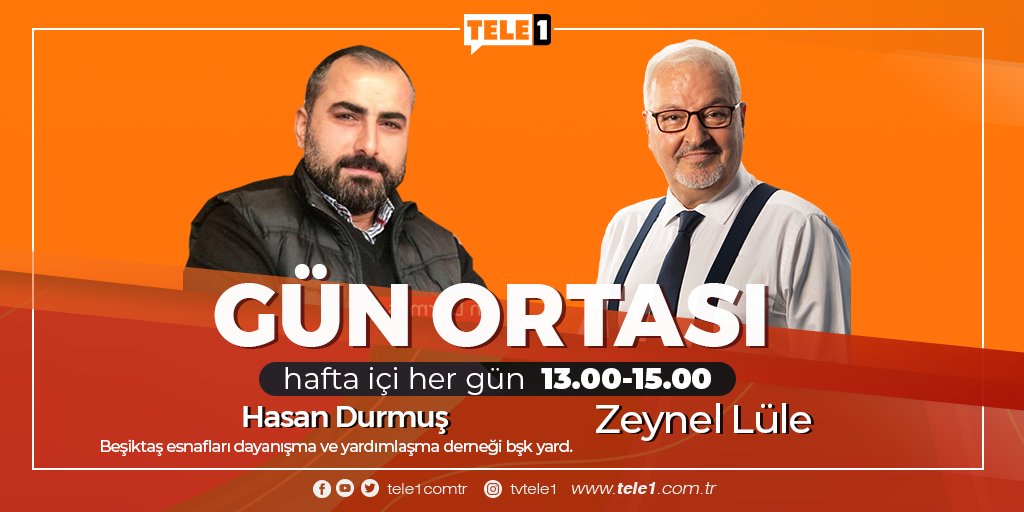 TELE1
GÜN ORTASI
hafta içi her gün 13.00-15.00
Hasan Durmuş
Beşiktaş esnafları dayanışma ve yardımlaşma derneği bşk yard.
Zeynel Lüle
tele1comtr tvtele1 www.tele1.com.tr